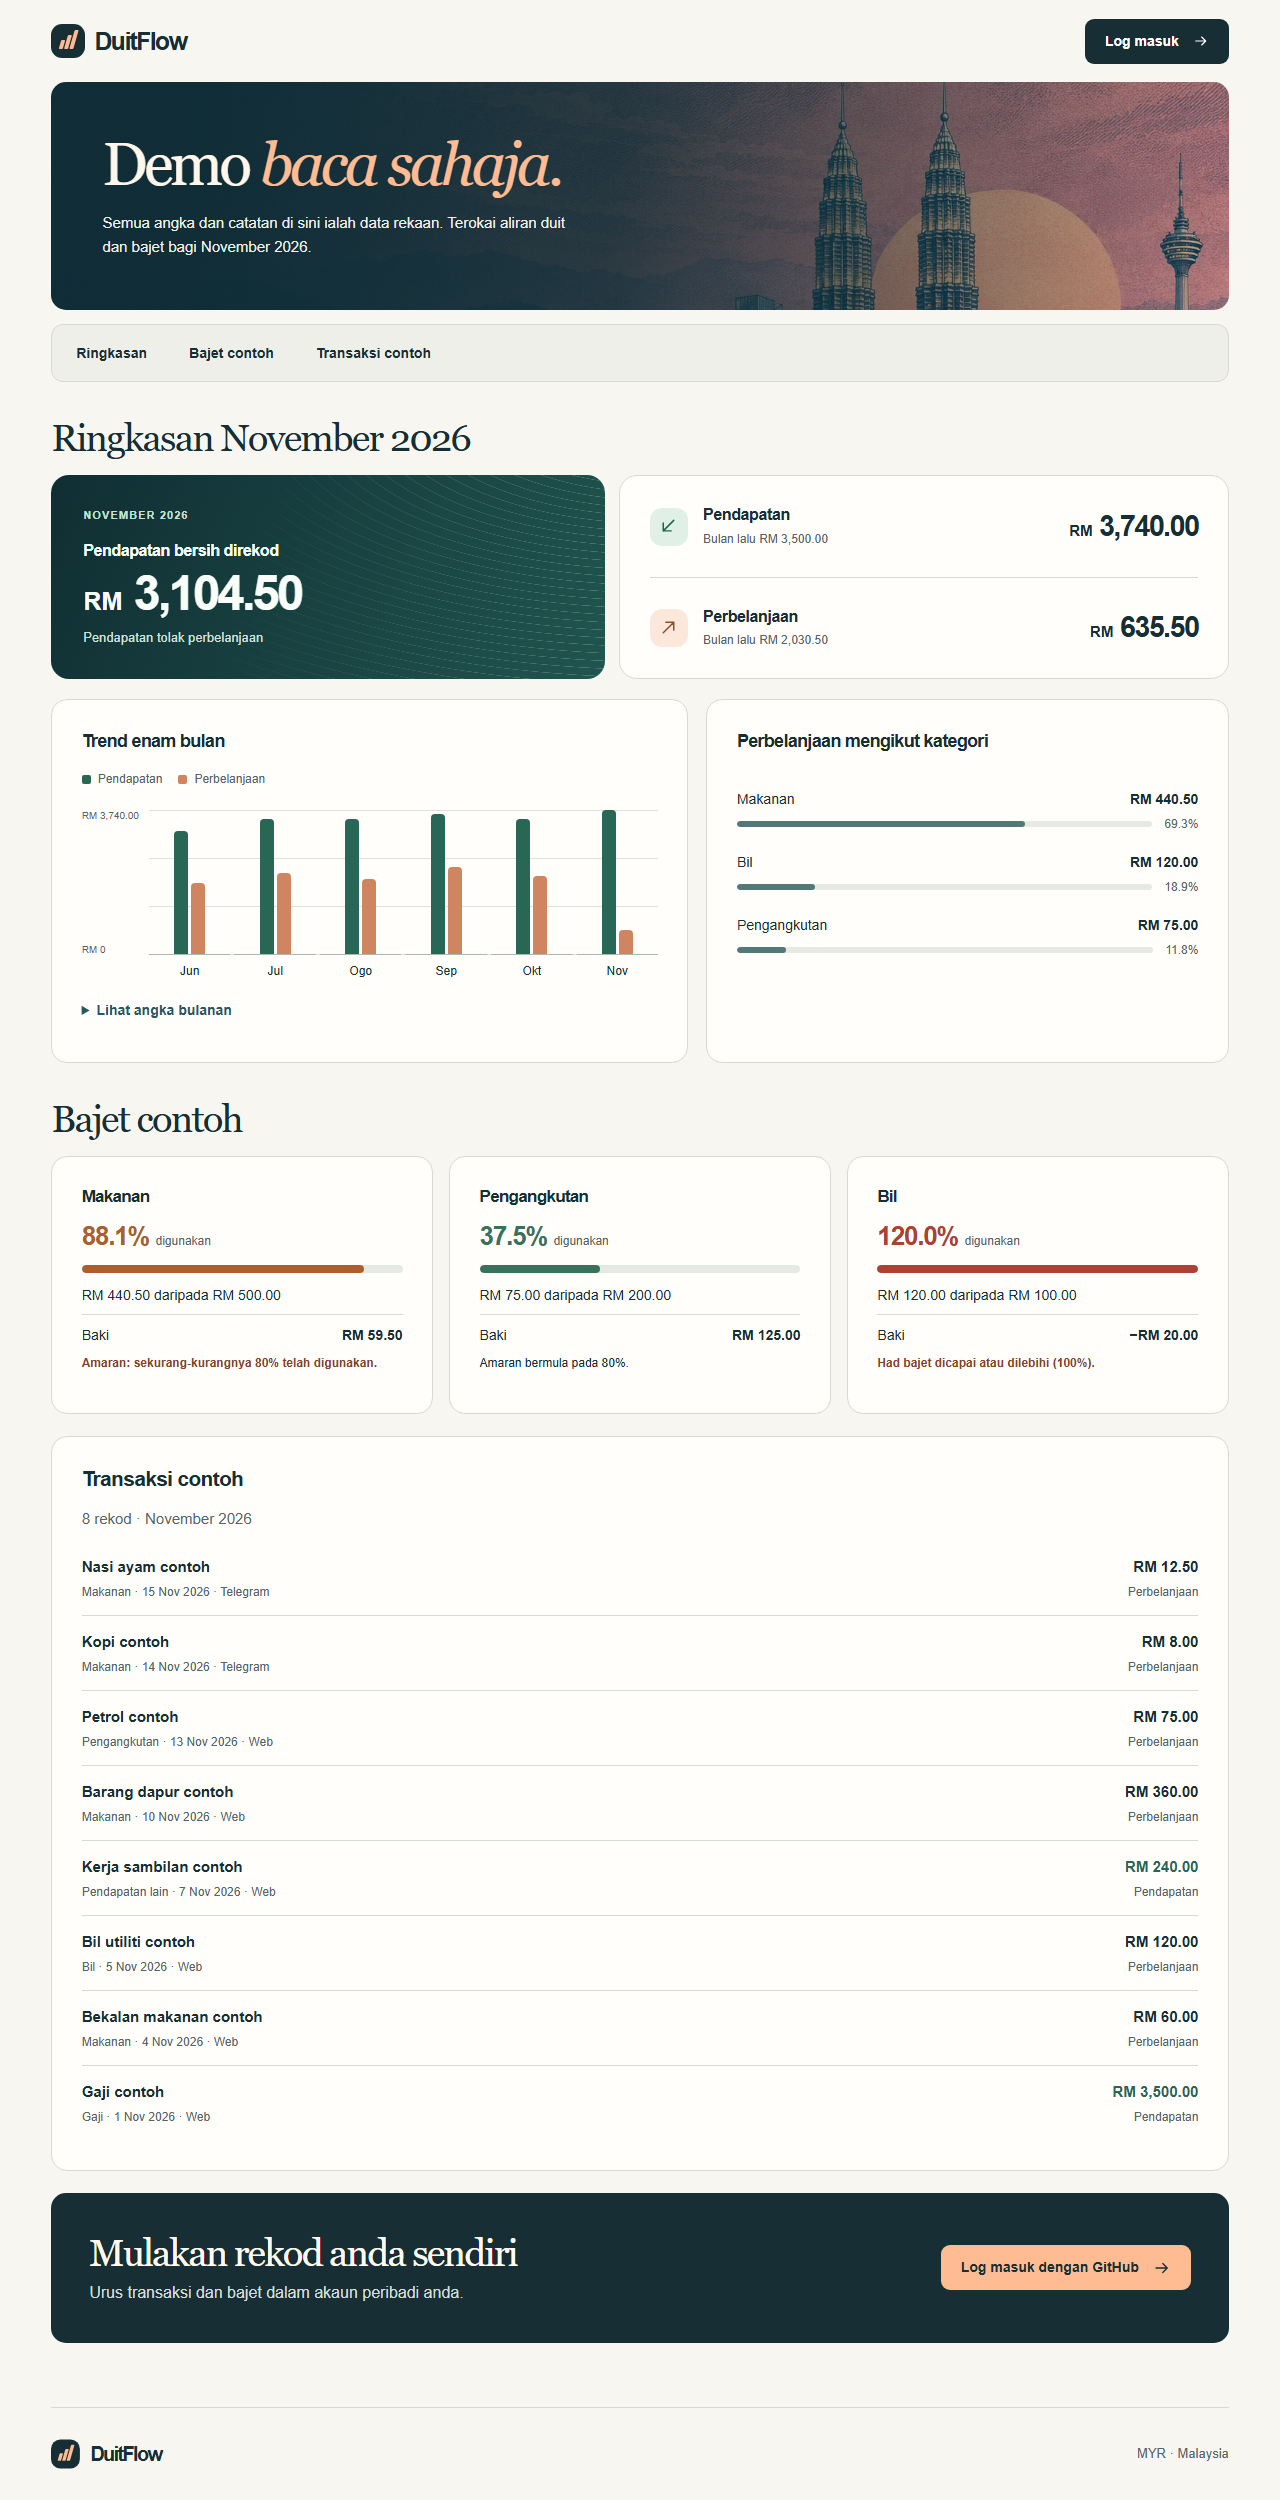 DuitFlow
Log masuk
Demo baca sahaja.
Semua angka dan catatan di sini ialah data rekaan. Terokai aliran duit
dan bajet bagi November 2026.
Ringkasan
Bajet contoh
Transaksi contoh
Ringkasan November 2026
NOVEMBER 2026
Pendapatan bersih direkod
RM 3,104.50
Pendapatan tolak perbelanjaan
Pendapatan
Bulan lalu RM 3,500.00
RM 3,740.00
Perbelanjaan
Bulan lalu RM 2,030.50
RM 635.50
Trend enam bulan
Pendapatan
Perbelanjaan
RM 3,740.00
RM 0
Jun
Jul
Ogo
Sep
Okt
Nov
Lihat angka bulanan
Perbelanjaan mengikut kategori
Makanan
RM 440.50
69.3%
Bil
RM 120.00
18.9%
Pengangkutan
RM 75.00
11.8%
Bajet contoh
Makanan
88.1% digunakan
RM 440.50 daripada RM 500.00
Baki
RM 59.50
Amaran: sekurang-kurangnya 80% telah digunakan.
Pengangkutan
37.5% digunakan
RM 75.00 daripada RM 200.00
Baki
RM 125.00
Amaran bermula pada 80%.
Bil
120.0% digunakan
RM 120.00 daripada RM 100.00
Baki
−RM 20.00
Had bajet dicapai atau dilebihi (100%).
Transaksi contoh
8 rekod · November 2026
Nasi ayam contoh
RM 12.50
Makanan · 15 Nov 2026 · Telegram
Perbelanjaan
Kopi contoh
RM 8.00
Makanan · 14 Nov 2026 · Telegram
Perbelanjaan
Petrol contoh
RM 75.00
Pengangkutan · 13 Nov 2026 · Web
Perbelanjaan
Barang dapur contoh
RM 360.00
Makanan · 10 Nov 2026 · Web
Perbelanjaan
Kerja sambilan contoh
RM 240.00
Pendapatan lain · 7 Nov 2026 · Web
Pendapatan
Bil utiliti contoh
RM 120.00
Bil · 5 Nov 2026 · Web
Perbelanjaan
Bekalan makanan contoh
RM 60.00
Makanan · 4 Nov 2026 · Web
Perbelanjaan
Gaji contoh
RM 3,500.00
Gaji · 1 Nov 2026 · Web
Pendapatan
Mulakan rekod anda sendiri
Urus transaksi dan bajet dalam akaun peribadi anda.
Log masuk dengan GitHub
DuitFlow
MYR · Malaysia